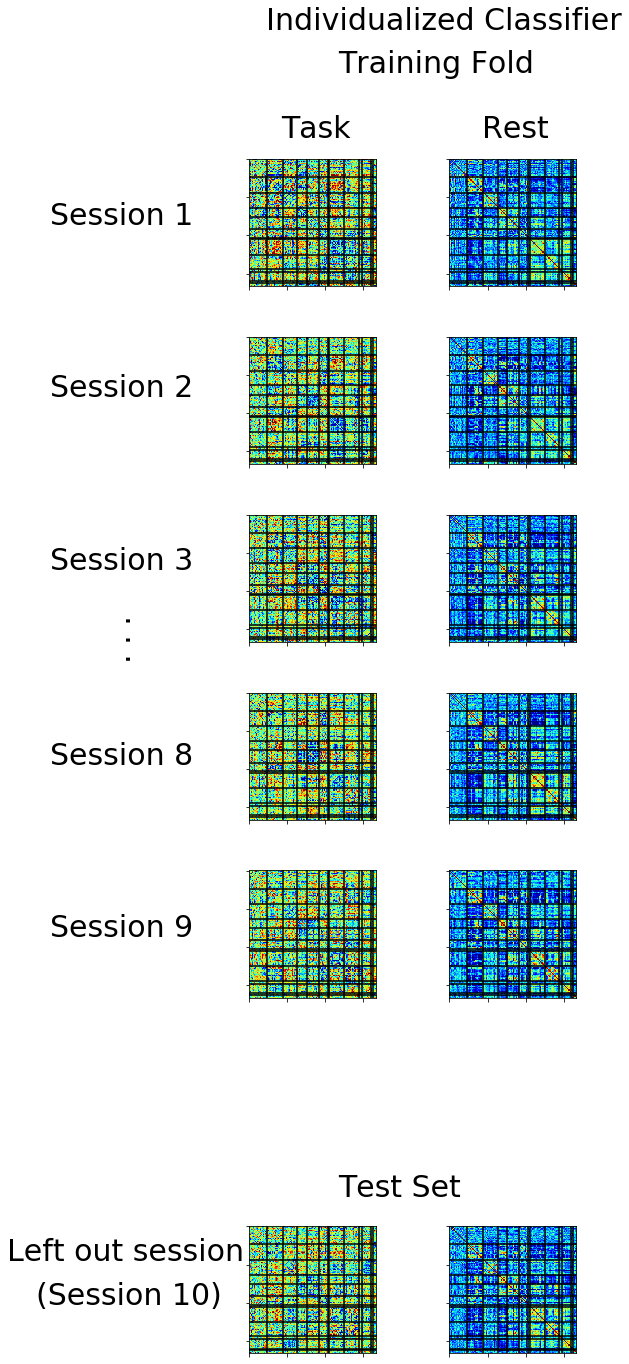 Individualized Classifier
Training Fold
Task Rest
Session 1
Session 2
Session 3
. . .
Session 8
Session 9
Test Set
Left out session
(Session 10)